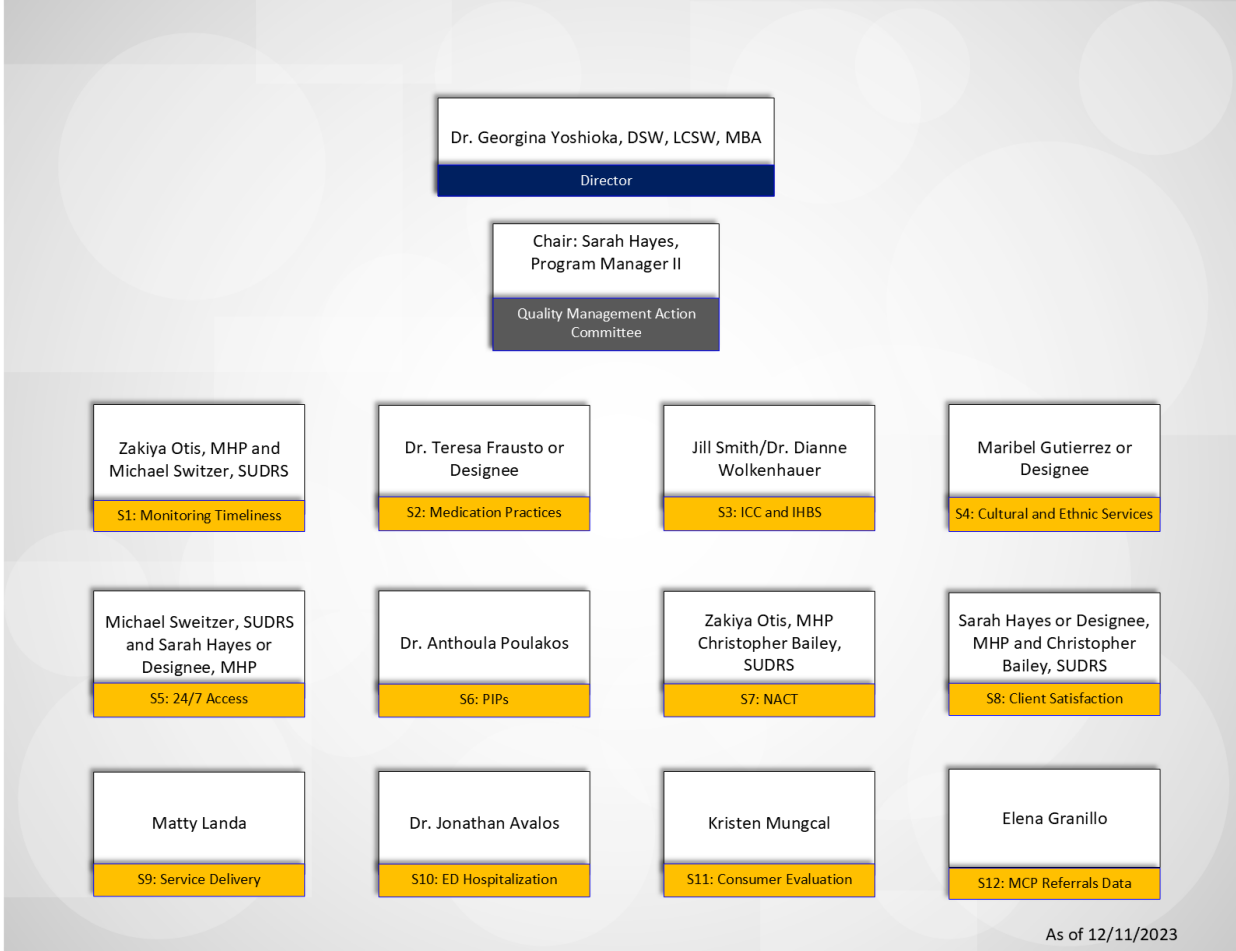 Dr. Georgina Yoshioka, DSW, LCSW, MBA
Director
Chair: Sarah Hayes,
Program Manager II
Quality Management Action
Committee
Zakiya Otis, MHP and
Michael Switzer, SUDRS
S1: Monitoring Timeliness
Dr. Teresa Frausto or
Designee
S2: Medication Practices
Jill Smith/Dr. Dianne
Wolkenhauer
S3: ICC and IHBS
Maribel Gutierrez or
Designee
S4: Cultural and Ethnic Services
Michael Sweitzer, SUDRS
and Sarah Hayes or
Designee, MHP
S5: 24/7 Access
Dr. Anthoula Poulakos
S6: PIPs
Zakiya Otis, MHP
Christopher Bailey,
SUDRS
S7: NACT
Sarah Hayes or Designee,
MHP and Christopher
Bailey, SUDRS
S8: Client Satisfaction
Matty Landa
S9: Service Delivery
Dr. Jonathan Avalos
S10: ED Hospitalization
Kristen Mungcal
S11: Consumer Evaluation
Elena Granillo
S12: MCP Referrals Data
As of 12/11/2023